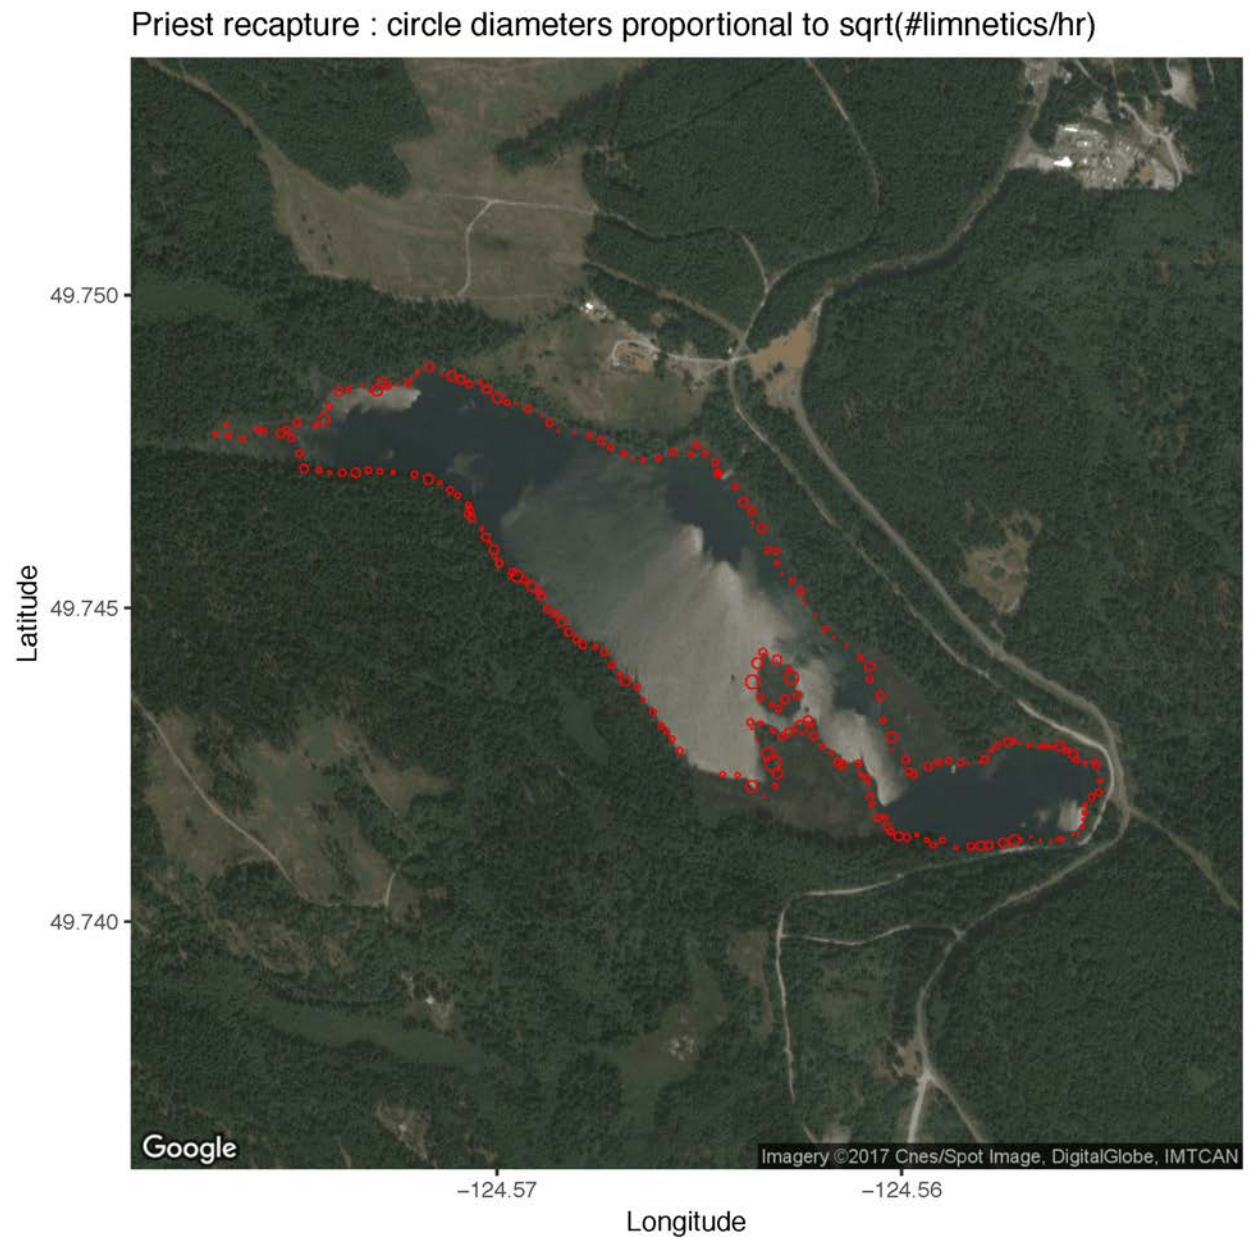 Priest recapture : circle diameters proportional to sqrt(#limnetics/hr)
49.750
49.745
49.740
Latitude
Google
Imagery ©2017 Cnes/Spot Image, DigitalGlobe, IMTCAN
−124.57
−124.56
Longitude